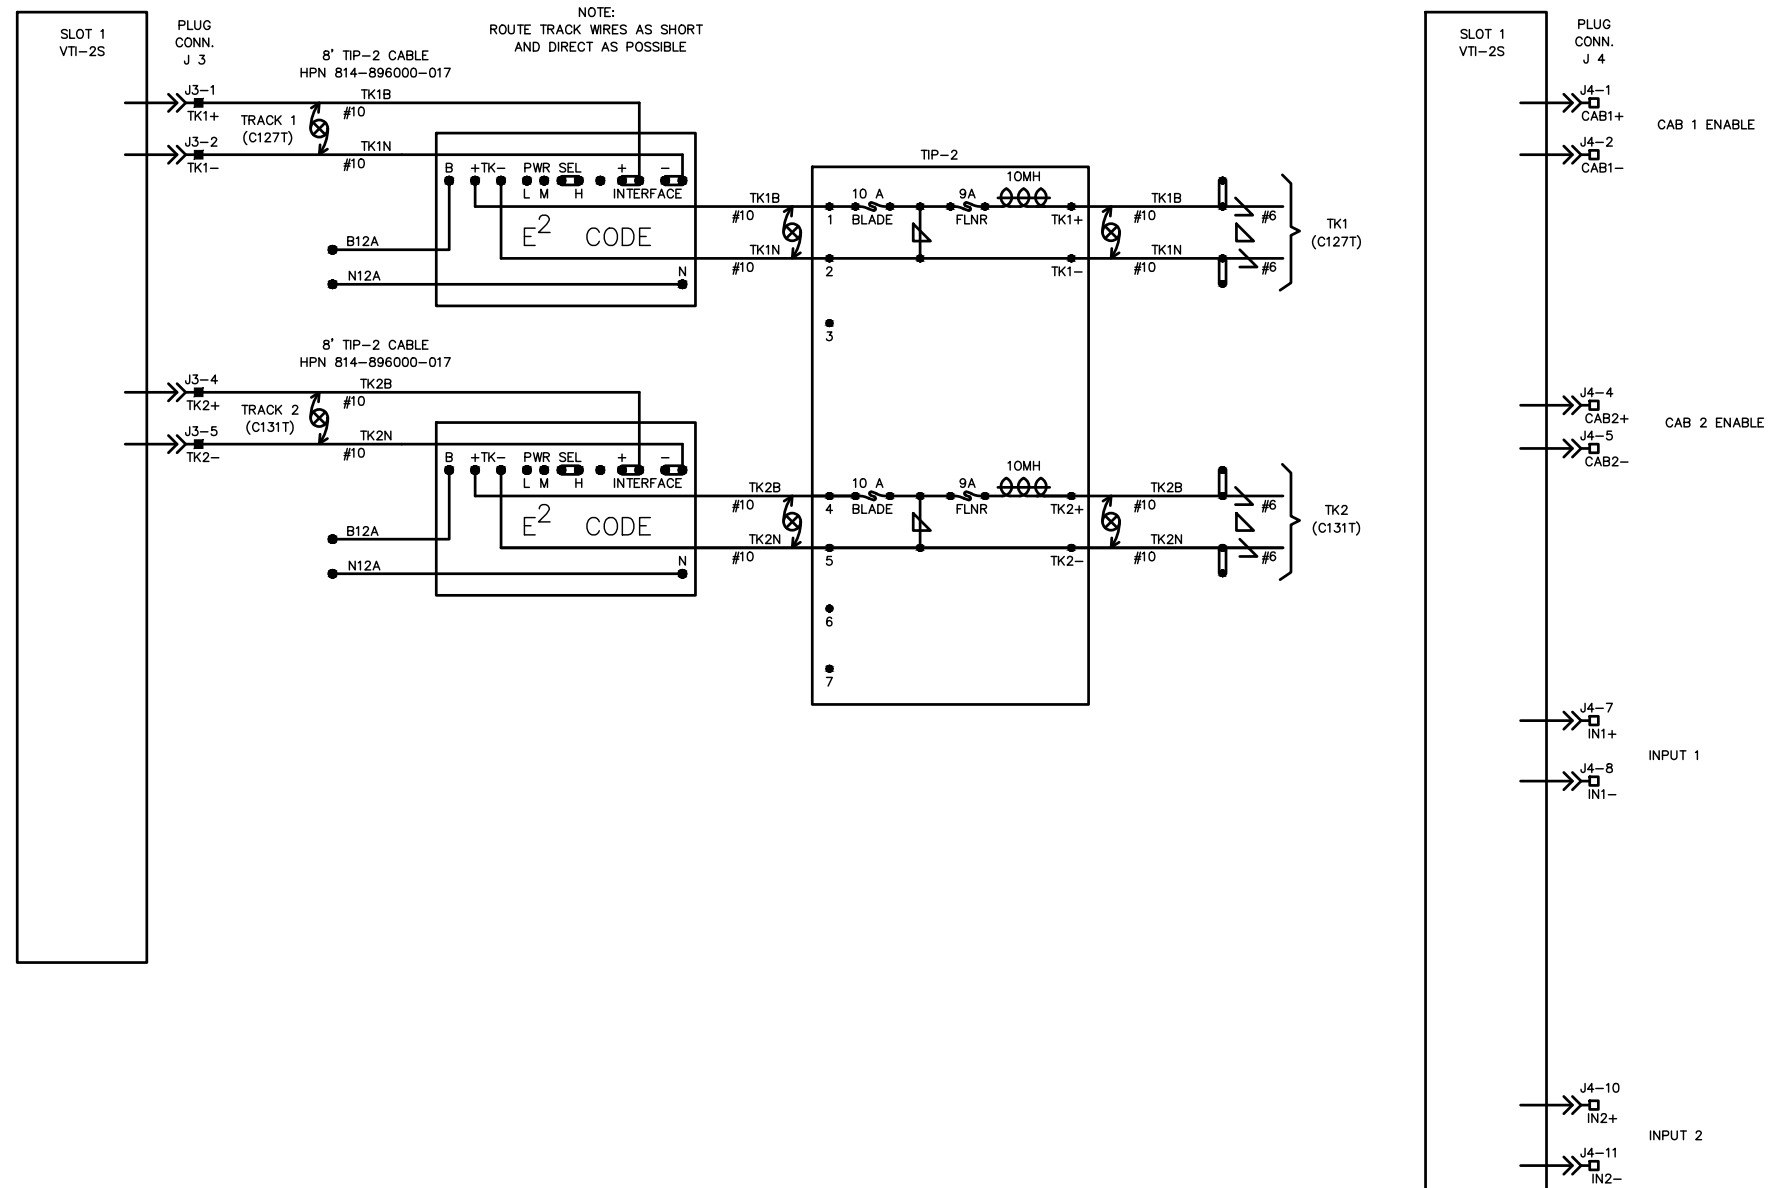 SLOT 1
VTI-2S
PLUG
CONN.
J 3
NOTE:
ROUTE TRACK WIRES AS SHORT
AND DIRECT AS POSSIBLE
8' TIP-2 CABLE
HPN 814-896000-017
J3-1
TK1+
TK1B
#10
TRACK 1
(C127T)
J3-2
TK1-
TK1N
#10
B +TK- PWR SEL + -
L M H INTERFACE
E2 CODE
B12A
N12A
N
TK1B
#10
TK1N
#10
TIP-2
1
10 A
BLADE
9A
FLNR
10MH
TK1+
2
TK1-
3
TK1B
#10
#6
TK1N
#10
#6
TK1
(C127T)
8' TIP-2 CABLE
HPN 814-896000-017
J3-4
TK2+
TK2B
#10
TRACK 2
(C131T)
J3-5
TK2-
TK2N
#10
B +TK- PWR SEL + -
L M H INTERFACE
E2 CODE
B12A
N12A
N
TK2B
#10
TK2N
#10
4
10 A
BLADE
9A
FLNR
10MH
TK2+
5
TK2-
6
7
TK2B
#10
#6
TK2N
#10
#6
TK2
(C131T)
SLOT 1
VTI-2S
PLUG
CONN.
J 4
J4-1
CAB1+
CAB 1 ENABLE
J4-2
CAB1-
J4-4
CAB2+
CAB 2 ENABLE
J4-5
CAB2-
J4-7
IN1+
INPUT 1
J4-8
IN1-
J4-10
IN2+
INPUT 2
J4-11
IN2-